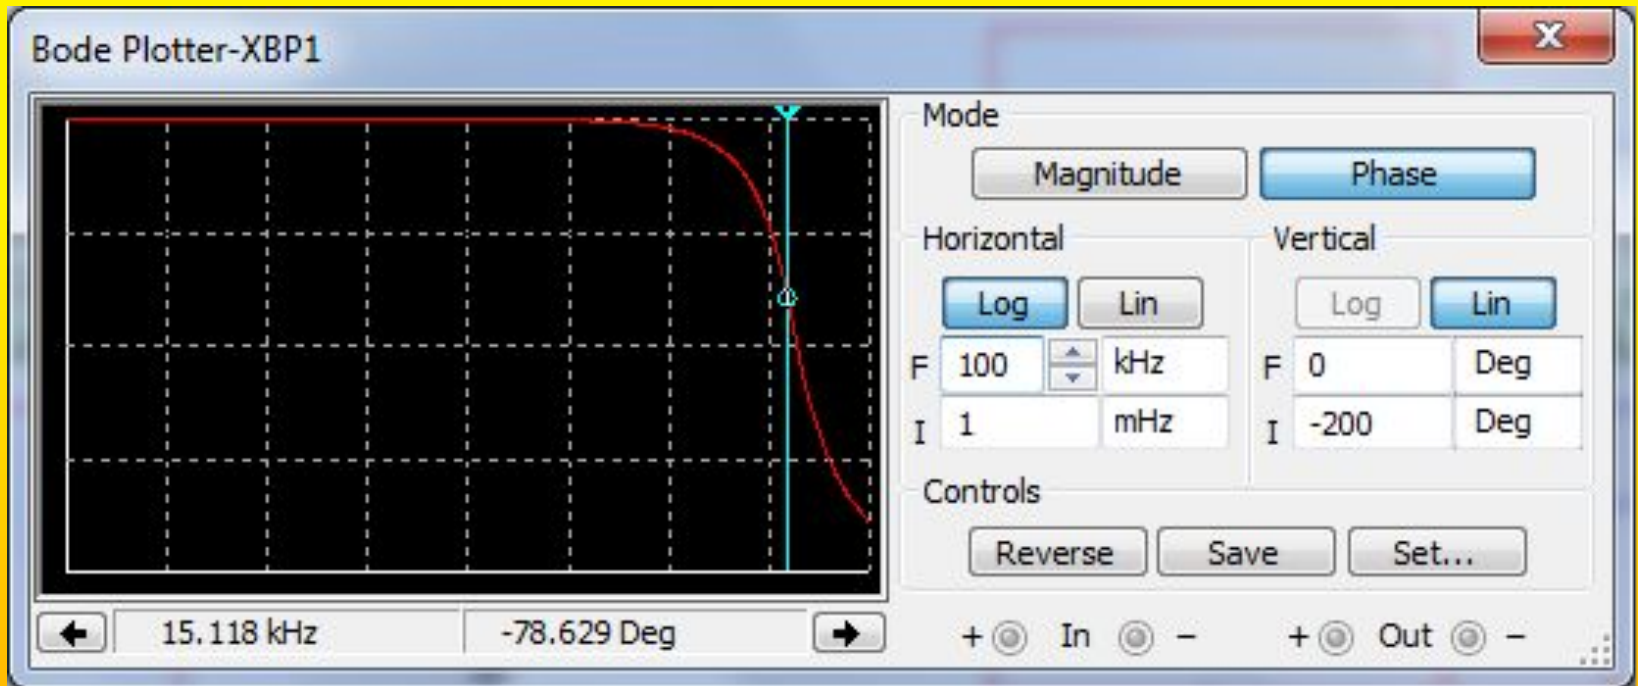 Bode Plotter-XBP1
X
Mode
Magnitude Phase
Horizontal Vertical
Log Lin Log Lin
F 100 kHz F 0 Deg
I 1 mHz I -200 Deg
Controls
Reverse Save Set...
15.118 kHz -78.629 Deg + In - + Out -